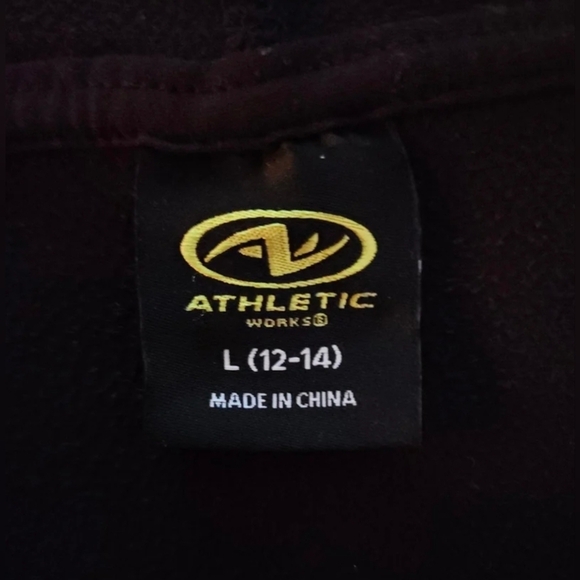 ATHLETIC
WORKS®
L (12-14)
MADE IN CHINA